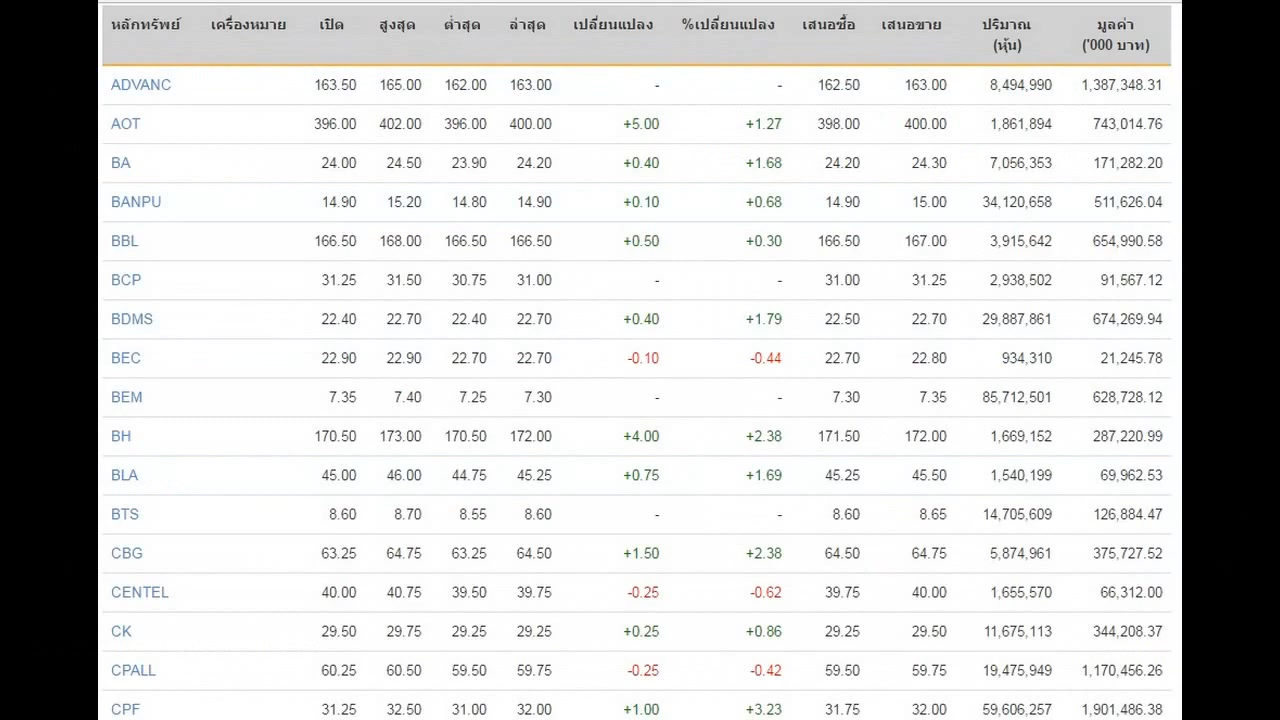 หลักทรัพย์ เครื่องหมาย เปิด สูงสุด ต่ำสุด ล่าสุด เปลี่ยนแปลง %เปลี่ยนแปลง เสนอซื้อ เสนอขาย ปริมาณ มูลค่า
(หุ้น) ('000 บาท)
ADVANC 163.50 165.00 162.00 163.00 - - 162.50 163.00 8,494,990 1,387,348.31
AOT 396.00 402.00 396.00 400.00 +5.00 +1.27 398.00 400.00 1,861,894 743,014.76
BA 24.00 24.50 23.90 24.20 +0.40 +1.68 24.20 24.30 7,056,353 171,282.20
BANPU 14.90 15.20 14.80 14.90 +0.10 +0.68 14.90 15.00 34,120,658 511,626.04
BBL 166.50 168.00 166.50 166.50 +0.50 +0.30 166.50 167.00 3,915,642 654,990.58
BCP 31.25 31.50 30.75 31.00 - - 31.00 31.25 2,938,502 91,567.12
BDMS 22.40 22.70 22.40 22.70 +0.40 +1.79 22.50 22.70 29,887,861 674,269.94
BEC 22.90 22.90 22.70 22.70 -0.10 -0.44 22.70 22.80 934,310 21,245.78
BEM 7.35 7.40 7.25 7.30 - - 7.30 7.35 85,712,501 628,728.12
BH 170.50 173.00 170.50 172.00 +4.00 +2.38 171.50 172.00 1,669,152 287,220.99
BLA 45.00 46.00 44.75 45.25 +0.75 +1.69 45.25 45.50 1,540,199 69,962.53
BTS 8.60 8.70 8.55 8.60 - - 8.60 8.65 14,705,609 126,884.47
CBG 63.25 64.75 63.25 64.50 +1.50 +2.38 64.50 64.75 5,874,961 375,727.52
CENTEL 40.00 40.75 39.50 39.75 -0.25 -0.62 39.75 40.00 1,655,570 66,312.00
CK 29.50 29.75 29.25 29.25 +0.25 +0.86 29.25 29.50 11,675,113 344,208.37
CPALL 60.25 60.50 59.50 59.75 -0.25 -0.42 59.50 59.75 19,475,949 1,170,456.26
CPF 31.25 32.50 31.00 32.00 +1.00 +3.23 31.75 32.00 59,606,257 1,901,486.38